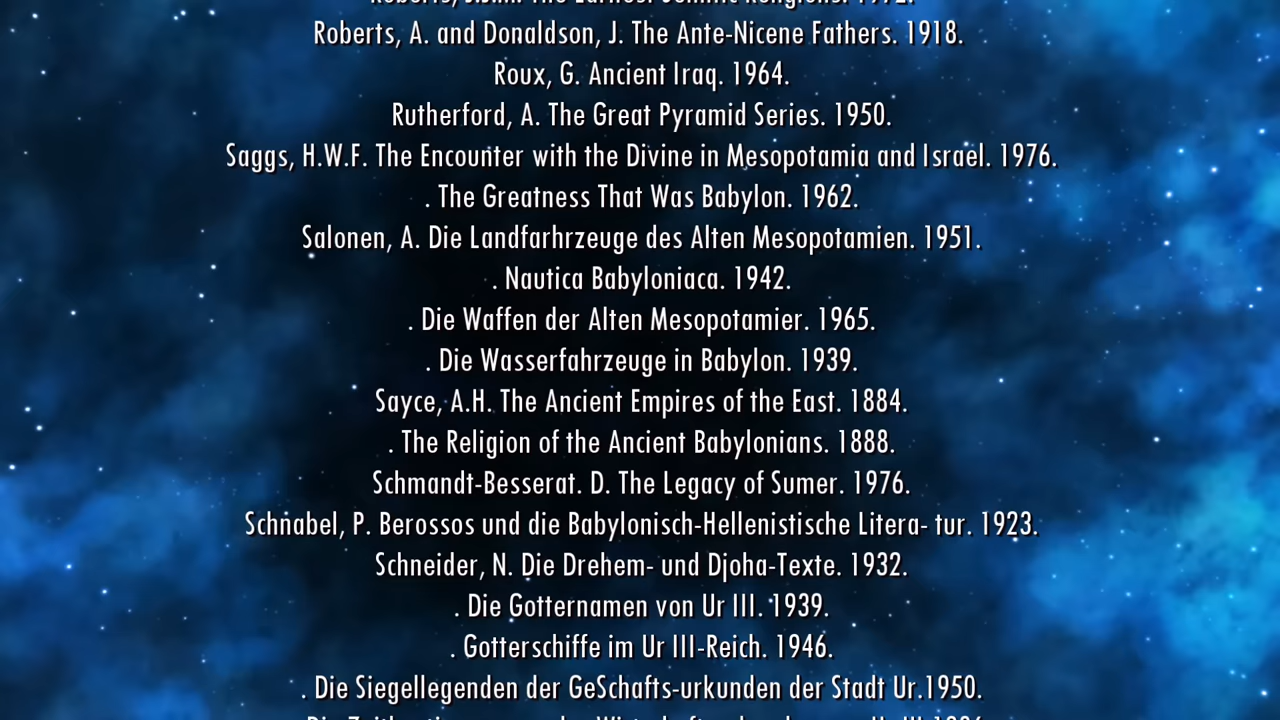 Roberts, A. and Donaldson, J. The Ante-Nicene Fathers. 1918.
Roux, G. Ancient Iraq. 1964.
Rutherford, A. The Great Pyramid Series. 1950.
Saggs, H.W.F. The Encounter with the Divine in Mesopotamia and Israel. 1976.
. The Greatness That Was Babylon. 1962.
Salonen, A. Die Landfarhrzeuge des Alten Mesopotamien. 1951.
. Nautica Babyloniaca. 1942.
. Die Waffen der Alten Mesopotamier. 1965.
. Die Wasserfahrzeuge in Babylon. 1939.
Sayce, A.H. The Ancient Empires of the East. 1884.
. The Religion of the Ancient Babylonians. 1888.
Schmandt-Besserat. D. The Legacy of Sumer. 1976.
Schnabel, P. Berossos und die Babylonisch-Hellenistische Litera- tur. 1923.
Schneider, N. Die Drehem- und Djoha-Texte. 1932.
. Die Gotternamen von Ur III. 1939.
. Gotterschiffe im Ur III-Reich. 1946.
. Die Siegellegenden der GeSchafts-urkunden der Stadt Ur.1950.